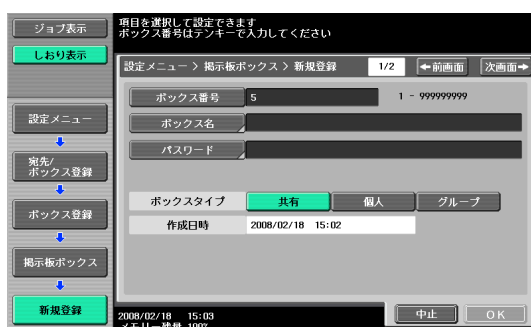 ジョブ表示
項目を選択して設定できます
ボックス番号はテンキーで入力してください
しおり表示
設定メニュー > 掲示板ボックス > 新規登録
1/2
←前画面
次画面→
ボックス番号
5
1 - 999999999
ボックス名
パスワード
設定メニュー
宛先/
ボックス登録
ボックス登録
掲示板ボックス
新規登録
ボックスタイプ
共有
個人
グループ
作成日時
2008/02/18 15:02
2008/02/18 15:03
メモリー残量 100%
中止
OK